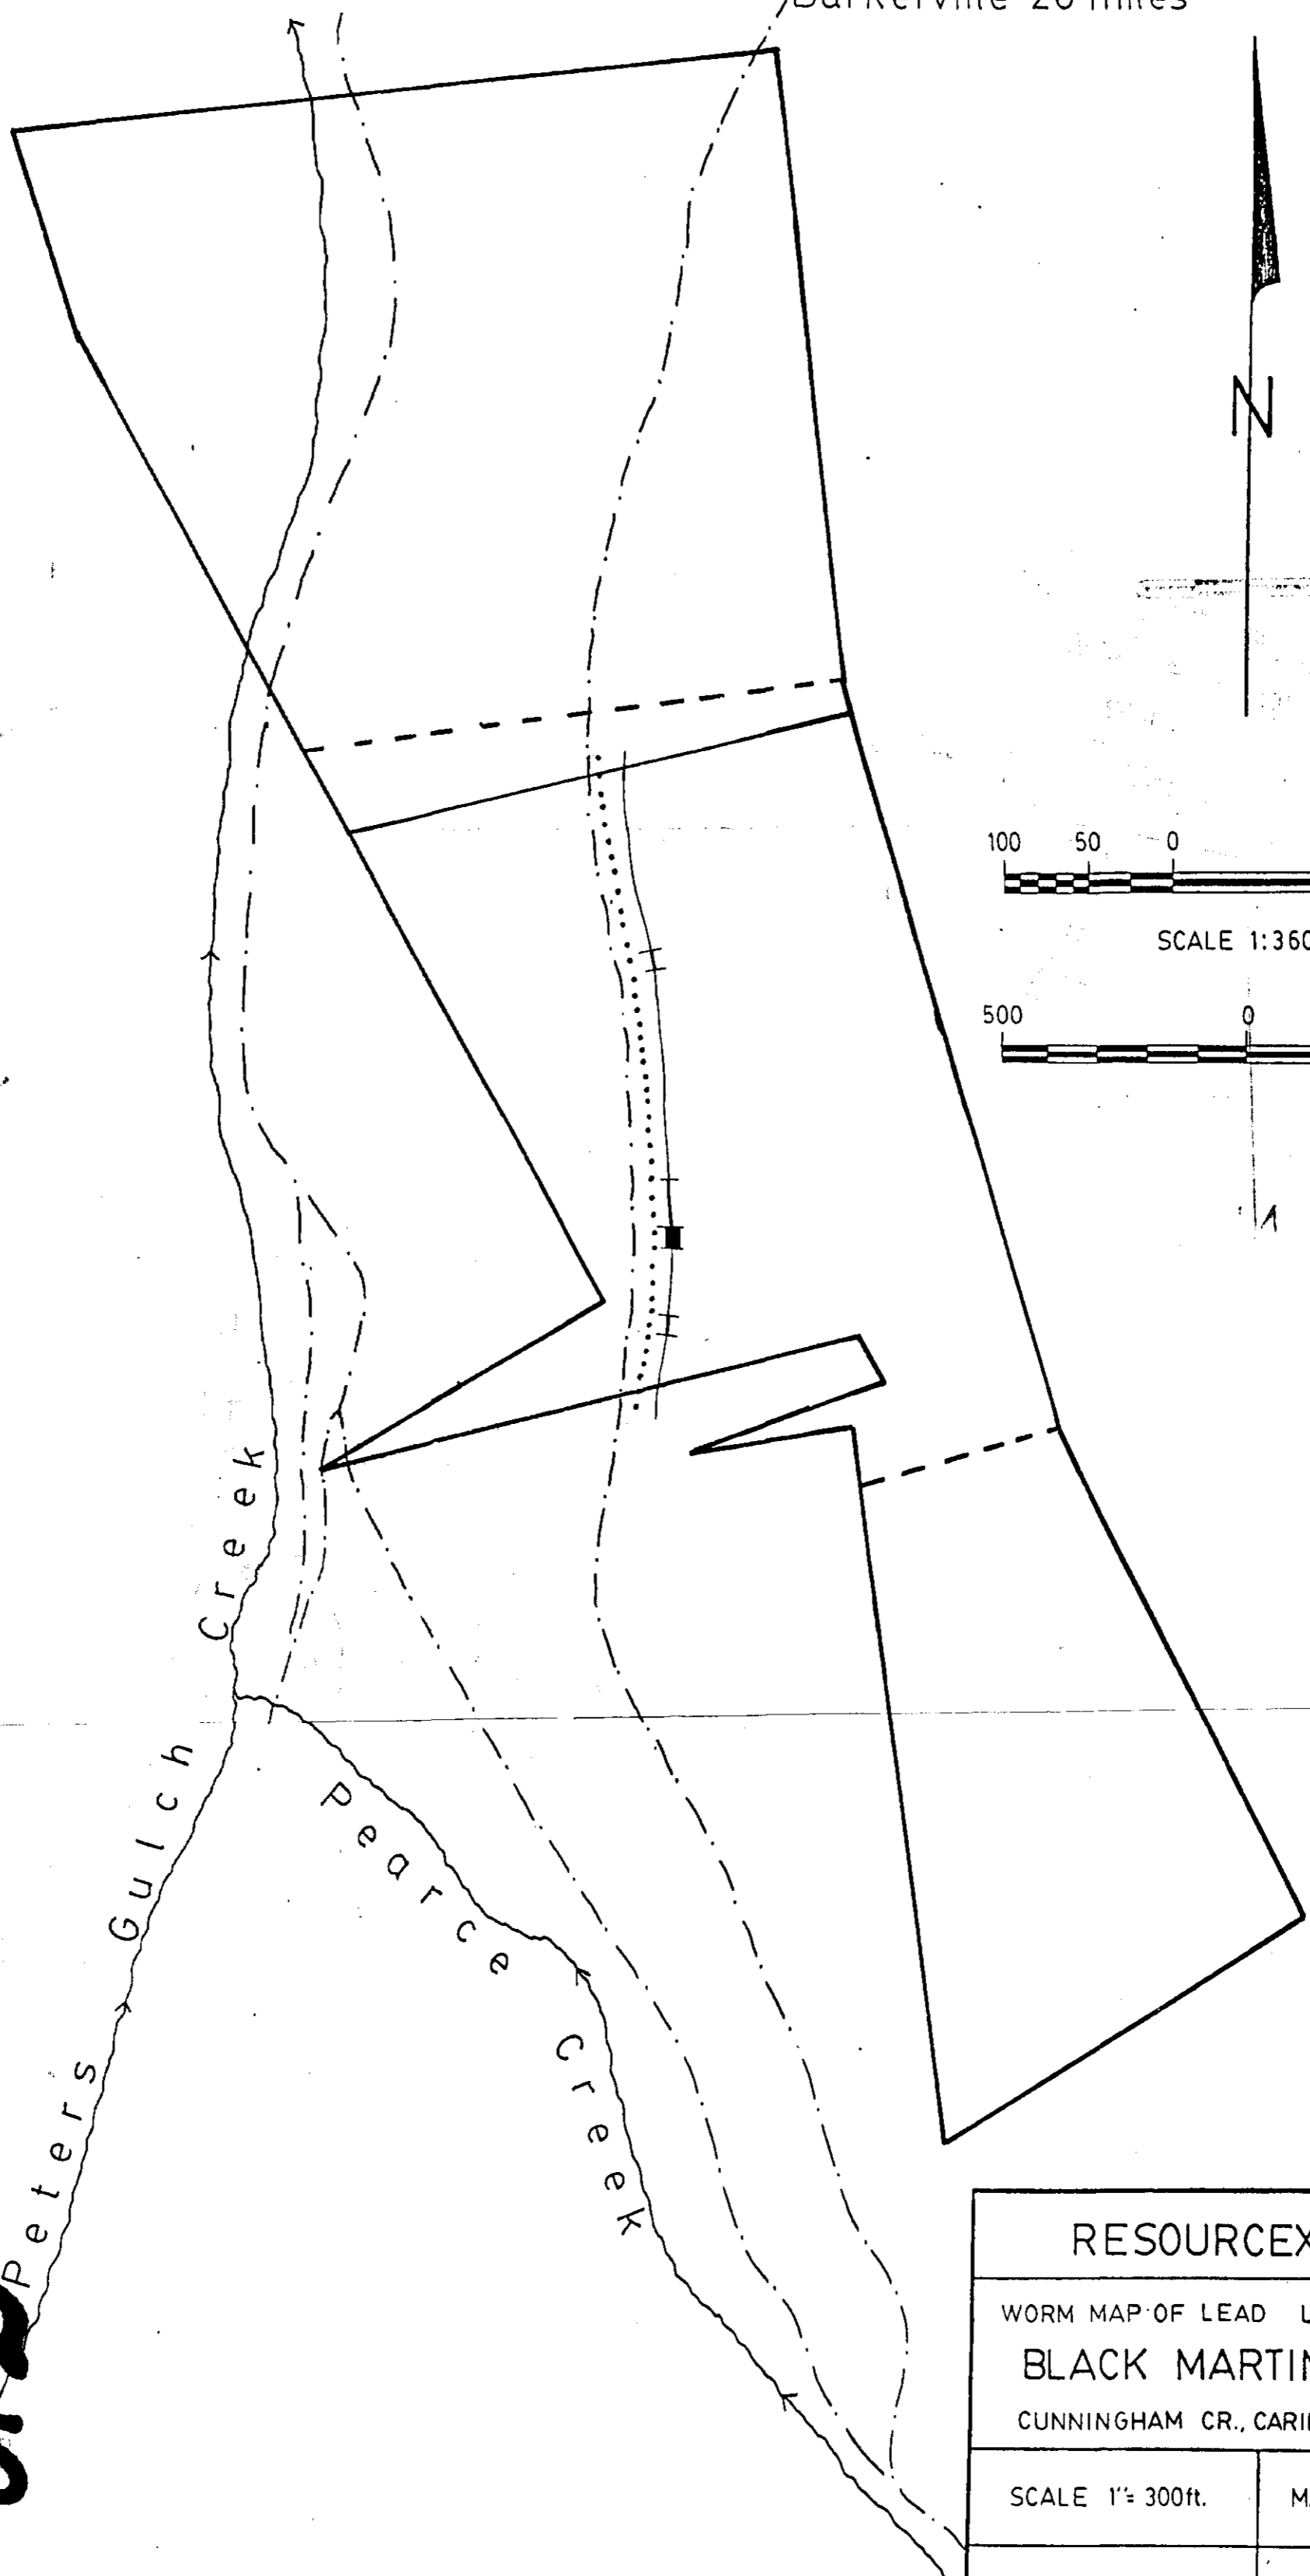 Barkerville 20 miles
N
100 50 0
SCALE 1:360
500 0
Peters Gulch Creek
Pearce Creek
RESOURCEX
WORM MAP OF LEAD
BLACK MARTIN
CUNNINGHAM CR., CARI
SCALE 1"= 300ft.